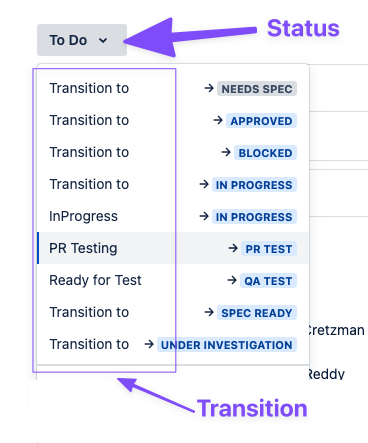 Status
To Do
Transition to → NEEDS SPEC
Transition to → APPROVED
Transition to → BLOCKED
Transition to → IN PROGRESS
InProgress → IN PROGRESS
PR Testing → PR TEST
Ready for Test → QA TEST
Transition to → SPEC READY
Cretzman
Transition to → UNDER INVESTIGATION
Reddy
Transition